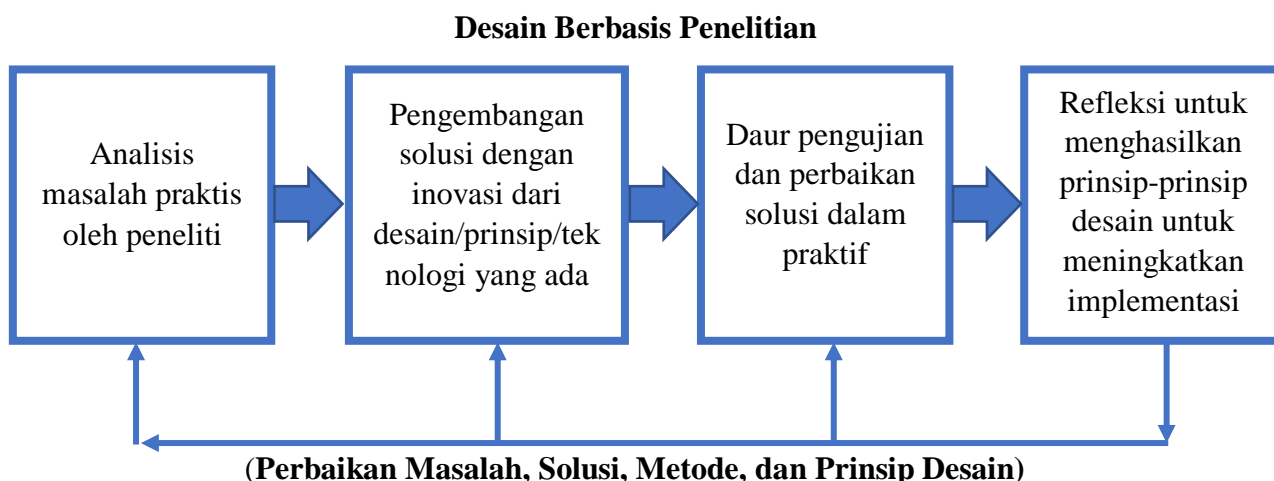 Desain Berbasis Penelitian
Analisis
masalah praktis
oleh peneliti
Pengembangan
solusi dengan
inovasi dari
desain/prinsip/tek
nologi yang ada
Daur pengujian
dan perbaikan
solusi dalam
praktif
Refleksi untuk
menghasilkan
prinsip-prinsip
desain untuk
meningkatkan
implementasi
(Perbaikan Masalah, Solusi, Metode, dan Prinsip Desain)